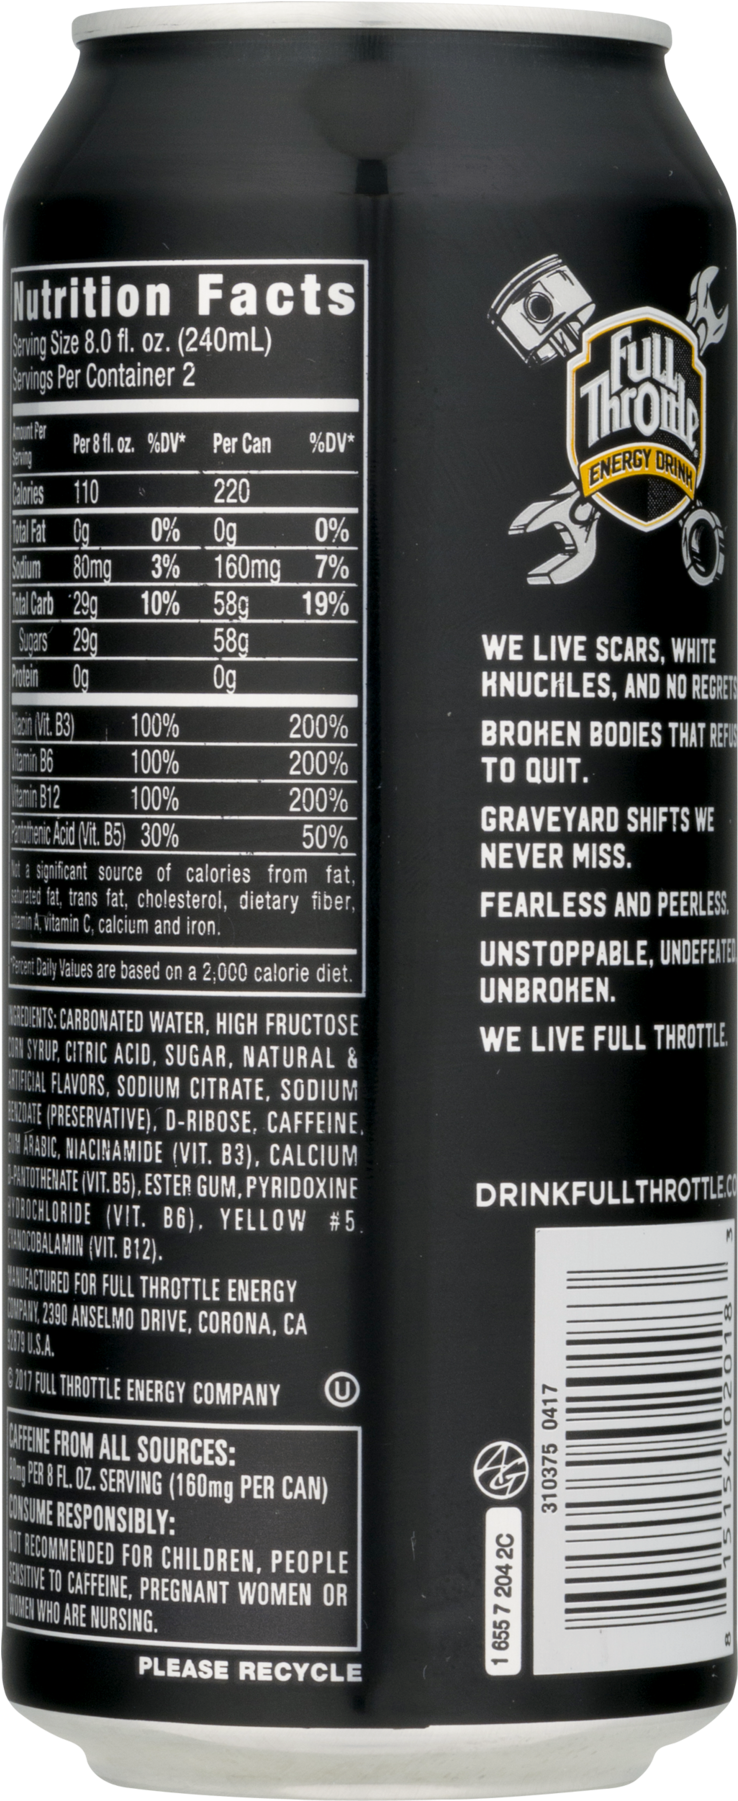 Nutrition Facts
Serving Size 8.0 fl. oz. (240mL)
Servings Per Container 2
Amount Per Serving Per 8 fl. oz. %DV* Per Can %DV*
Calories 110 220
Total Fat 0g 0% 0g 0%
Sodium 80mg 3% 160mg 7%
Total Carb 29g 10% 58g 19%
Sugars 29g 58g
Protein 0g 0g
Niacin (Vit. B3) 100% 200%
Vitamin B6 100% 200%
Vitamin B12 100% 200%
Pantothenic Acid (Vit. B5) 30% 50%
Not a significant source of calories from fat,
saturated fat, trans fat, cholesterol, dietary fiber,
vitamin A, vitamin C, calcium and iron.
*Percent Daily Values are based on a 2,000 calorie diet.
INGREDIENTS: CARBONATED WATER, HIGH FRUCTOSE
CORN SYRUP, CITRIC ACID, SUGAR, NATURAL &
ARTIFICIAL FLAVORS, SODIUM CITRATE, SODIUM
BENZOATE (PRESERVATIVE), D-RIBOSE, CAFFEINE,
GUM ARABIC, NIACINAMIDE (VIT. B3), CALCIUM
D-PANTOTHENATE (VIT. B5), ESTER GUM, PYRIDOXINE
HYDROCHLORIDE (VIT. B6), YELLOW #5,
CYANOCOBALAMIN (VIT. B12).
MANUFACTURED FOR FULL THROTTLE ENERGY
COMPANY, 2390 ANSELMO DRIVE, CORONA, CA
92879 U.S.A.
© 2017 FULL THROTTLE ENERGY COMPANY U
CAFFEINE FROM ALL SOURCES:
80mg PER 8 FL. OZ. SERVING (160mg PER CAN)
CONSUME RESPONSIBLY:
NOT RECOMMENDED FOR CHILDREN, PEOPLE
SENSITIVE TO CAFFEINE, PREGNANT WOMEN OR
WOMEN WHO ARE NURSING.
PLEASE RECYCLE
Full
Throttle
ENERGY DRINK
WE LIVE SCARS, WHITE
KNUCKLES, AND NO REGRETS
BROKEN BODIES THAT REFUS
TO QUIT.
GRAVEYARD SHIFTS WE
NEVER MISS.
FEARLESS AND PEERLESS.
UNSTOPPABLE, UNDEFEATED,
UNBROKEN.
WE LIVE FULL THROTTLE.
DRINKFULLTHROTTLE.CO
310375 0417
8 15154 02018 3
1 655 7 204 2C